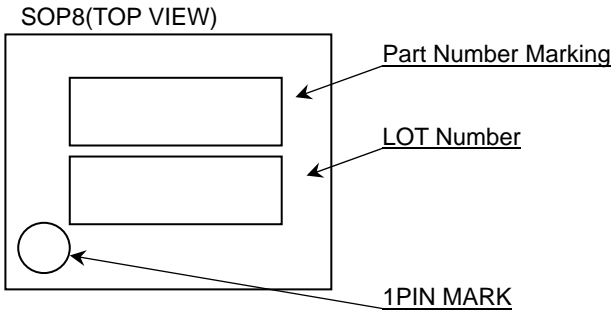 SOP8(TOP VIEW)
Part Number Marking
LOT Number
1PIN MARK